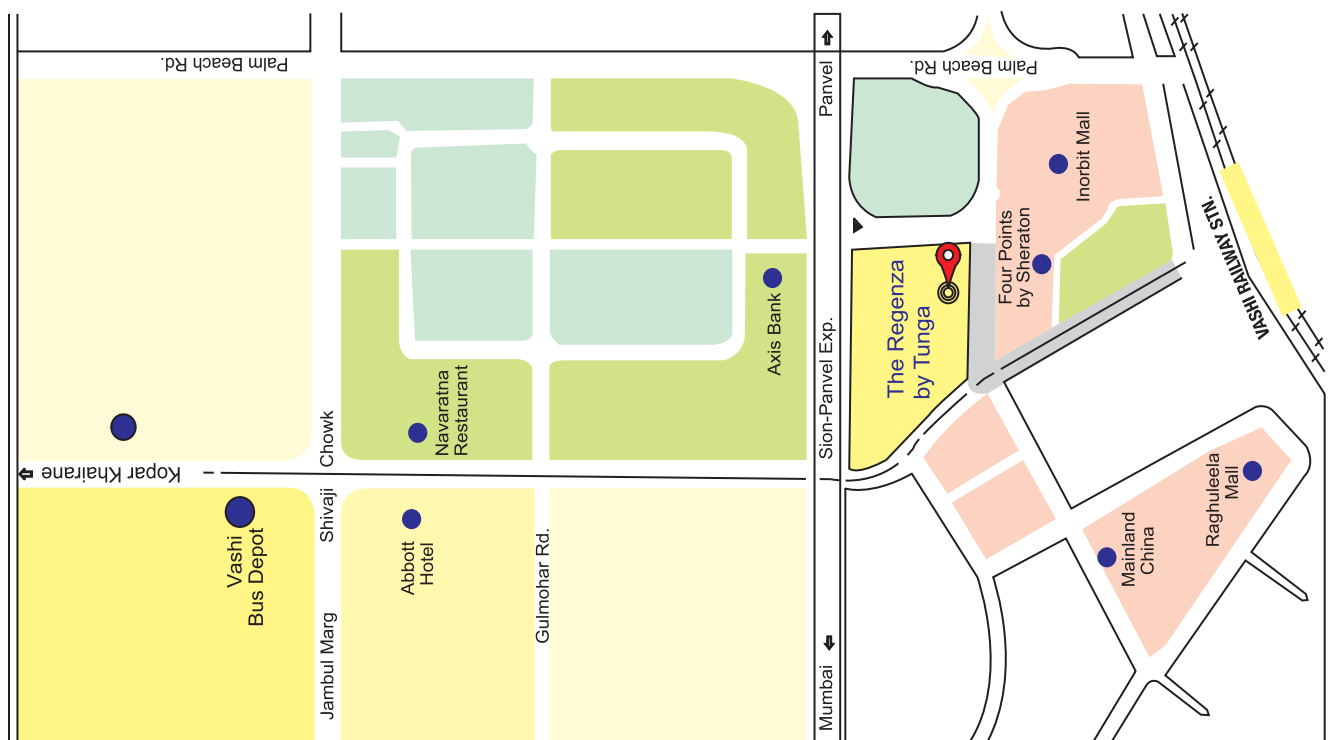 Palm Beach Rd.
Kopar Khairane
Vashi
Bus Depot
Jambul Marg
Shivaji
Chowk
Navaratna
Restaurant
Abbott
Hotel
Gulmohar Rd.
Axis Bank
Mumbai
Sion-Panvel Exp.
Panvel
Palm Beach Rd.
The Regenza
by Tunga
Four Points
by Sheraton
Inorbit Mall
Mainland
China
Raghuleela
Mall
VASHI RAILWAY STN.